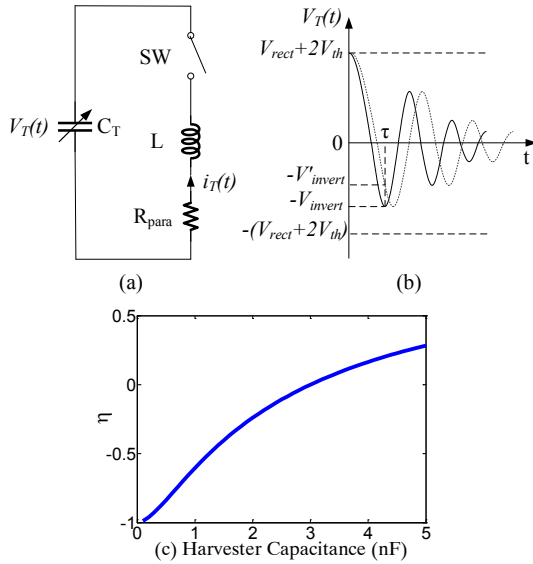 SW
V_T(t)
C_T
L
i_T(t)
R_para
(a)
V_T(t)
V_rect+2V_th
0
τ
t
-V'_invert
-V_invert
-(V_rect+2V_th)
(b)
η
0.5
0
-0.5
-1
0 1 2 3 4 5
(c) Harvester Capacitance (nF)